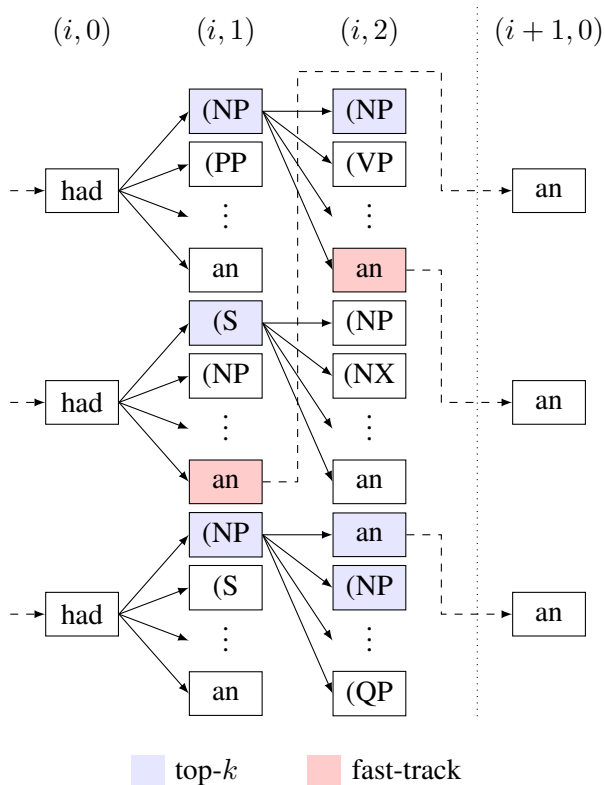 (i, 0) (i, 1) (i, 2) (i + 1, 0)
(NP (NP
(PP (VP
had an
⋮ ⋮
an an
(S (NP
(NP (NX
had an
⋮ ⋮
an an
(NP an
(S (NP
had an
⋮ ⋮
an (QP
top-k fast-track